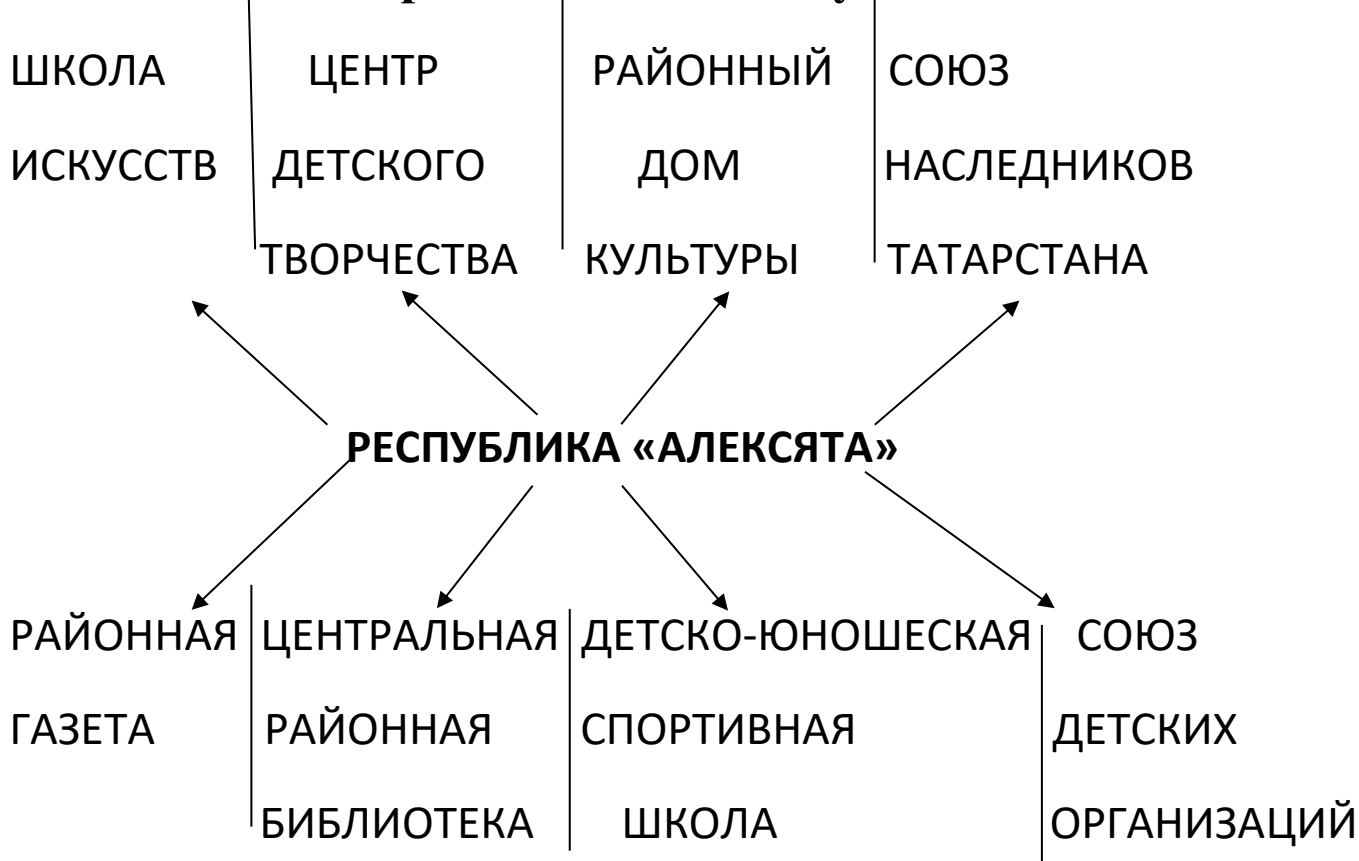 ШКОЛА ИСКУССТВ
ЦЕНТР ДЕТСКОГО ТВОРЧЕСТВА
РАЙОННЫЙ ДОМ КУЛЬТУРЫ
СОЮЗ НАСЛЕДНИКОВ ТАТАРСТАНА
РЕСПУБЛИКА «АЛЕКСЯТА»
РАЙОННАЯ ГАЗЕТА
ЦЕНТРАЛЬНАЯ РАЙОННАЯ БИБЛИОТЕКА
ДЕТСКО-ЮНОШЕСКАЯ СПОРТИВНАЯ ШКОЛА
СОЮЗ ДЕТСКИХ ОРГАНИЗАЦИЙ